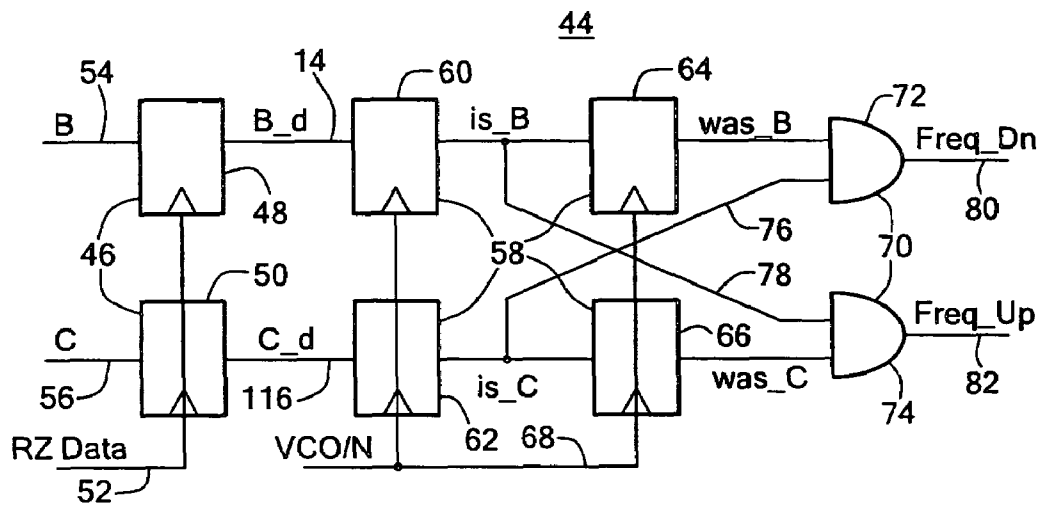 44
54
14
60
64
72
B
B_d
is_B
was_B
Freq_Dn
48
76
80
46
50
58
78
70
C
C_d
is_C
66
was_C
Freq_Up
56
116
62
74
82
RZ Data
VCO/N
68
52